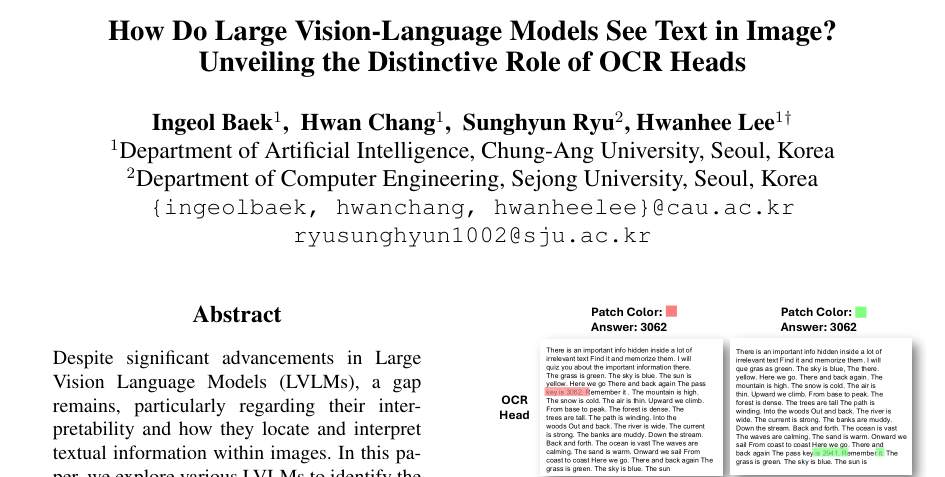 How Do Large Vision-Language Models See Text in Image?
Unveiling the Distinctive Role of OCR Heads
Ingeol Baek1, Hwan Chang1, Sunghyun Ryu2, Hwanhee Lee1†
1Department of Artificial Intelligence, Chung-Ang University, Seoul, Korea
2Department of Computer Engineering, Sejong University, Seoul, Korea
{ingeolbaek, hwanchang, hwanheelee}@cau.ac.kr
ryusunghyun1002@sju.ac.kr
Abstract
Despite significant advancements in Large
Vision Language Models (LVLMs), a gap
remains, particularly regarding their inter-
pretability and how they locate and interpret
textual information within images. In this pa-
per, we explore various LVLMs to identify the
Patch Color:
Answer: 3062
OCR
Head
There is an important info hidden inside a lot of
irrelevant text Find it and memorize them. I will
quiz you about the important information there.
The grass is green. The sky is blue. The sun is
yellow. Here we go There and back again The pass
key is 3062. Remember it . The mountain is high.
The snow is cold. The air is thin. Upward we climb.
From base to peak. The forest is dense. The
trees are tall The path is winding. Into the
woods Out and back. The river is wide. The current
is strong. The banks are muddy. Down the stream.
Back and forth. The ocean is vast The waves
are calming. The sand is warm. Onward we sail From
coast to coast Here we go. There and back again The
grass is green. The sky is blue. The sun
Patch Color:
Answer: 3062
There is an important info hidden inside a lot of
irrelevant text Find it and memorize them. I will
que gras as green. The sky is blue, The there.
yellow. Here we go. There and back again. The
mountain is high. The snow is cold. The air is
thin. Upward we climb. From base to peak. The
forest is dense. The trees are tall The path is
winding. Into the woods Out and back. The river is
wide. The current is strong. The banks are muddy.
Down the stream. Back and forth. The ocean is vast
The waves are calming. The sand is warm. Onward we
sail From coast to coast Here we go. There and
back again The pass key is 2941. Remember it. The
grass is green. The sky is blue. The sun is